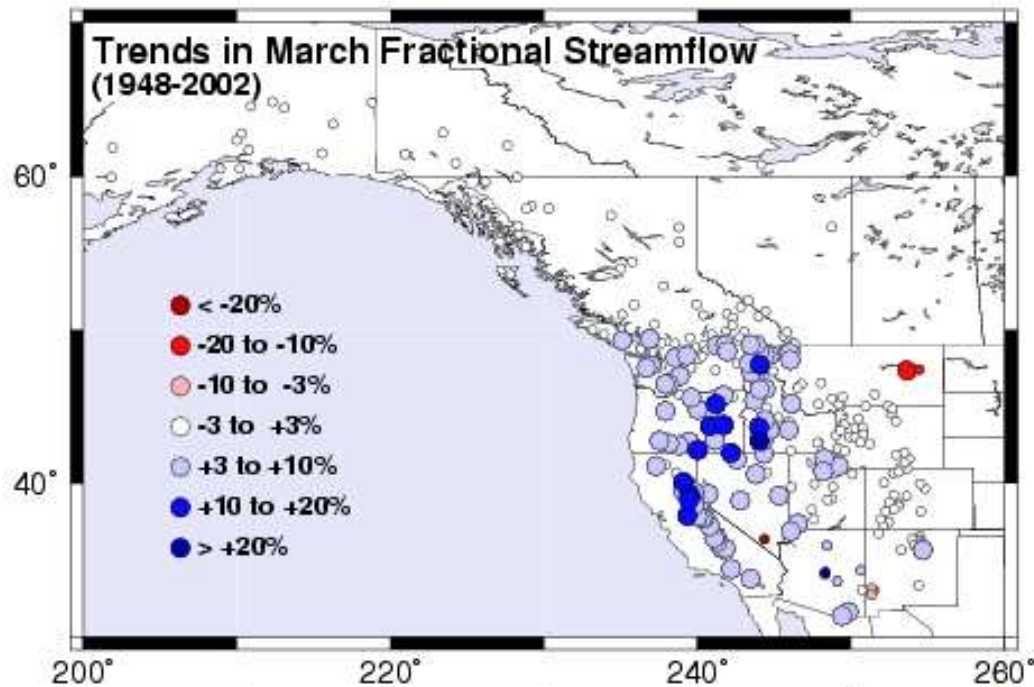 Trends in March Fractional Streamflow
(1948-2002)
60°
< -20%
-20 to -10%
-10 to -3%
-3 to +3%
40°
+3 to +10%
+10 to +20%
> +20%
200° 220° 240° 260°